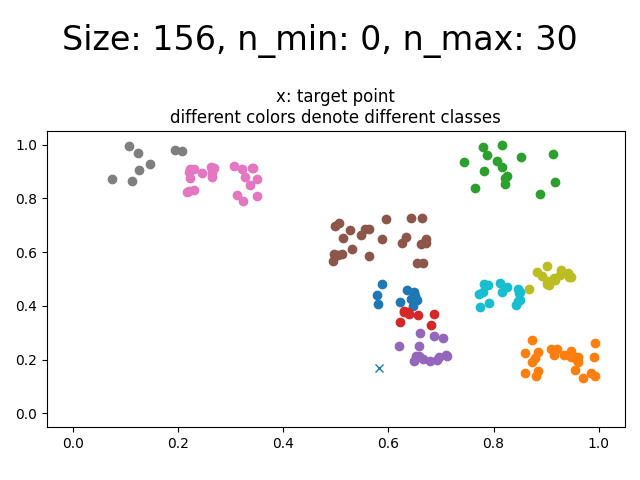 Size: 156, n_min: 0, n_max: 30
x: target point
different colors denote different classes
1.0
0.8
0.6
0.4
0.2
0.0
0.0 0.2 0.4 0.6 0.8 1.0